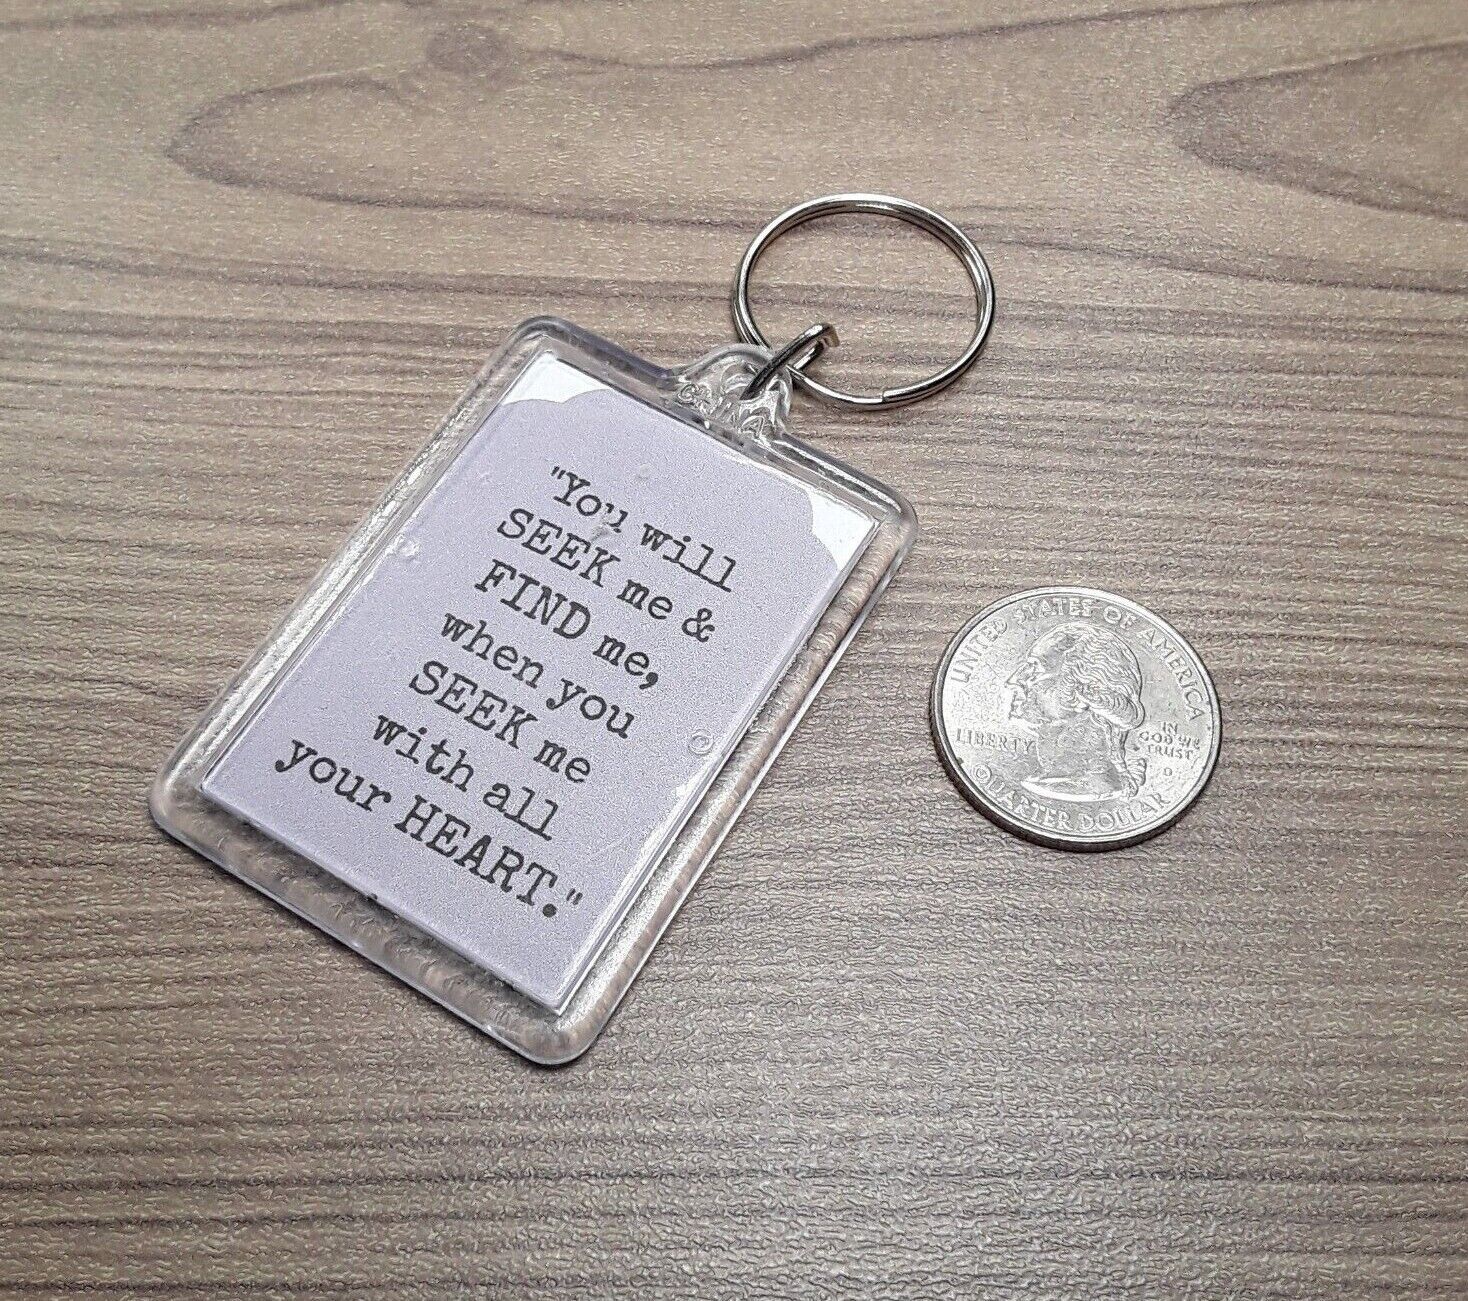 CHINA
"You will
SEEK me &
FIND me,
when you
SEEK me
with all
your HEART."
UNITED STATES OF AMERICA
LIBERTY
IN
GOD WE
TRUST
D
QUARTER DOLLAR